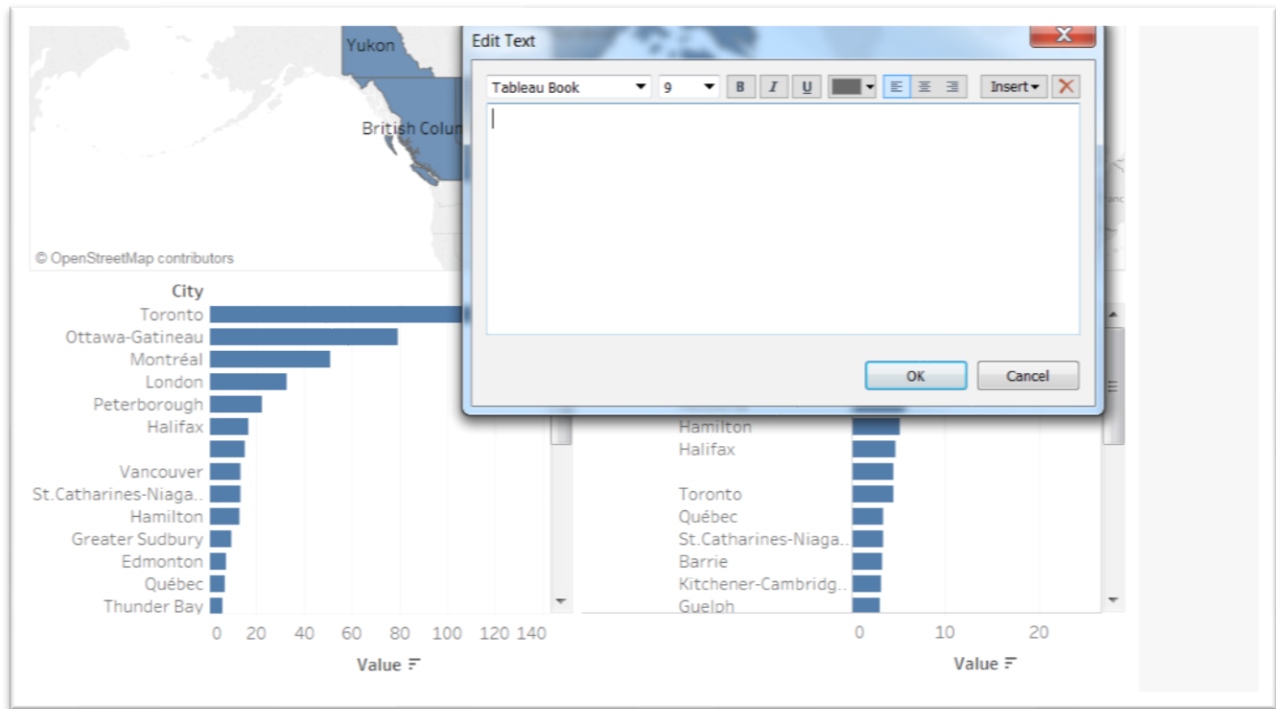 Yukon
British Colum
© OpenStreetMap contributors
Edit Text
Tableau Book
9
B I U
Insert
OK
Cancel
City
Toronto
Ottawa-Gatineau
Montréal
London
Peterborough
Halifax
Vancouver
St.Catharines-Niaga..
Hamilton
Greater Sudbury
Edmonton
Québec
Thunder Bay
0 20 40 60 80 100 120 140
Value
Hamilton
Halifax
Toronto
Québec
St.Catharines-Niaga..
Barrie
Kitchener-Cambridg..
Guelph
0 10 20
Value